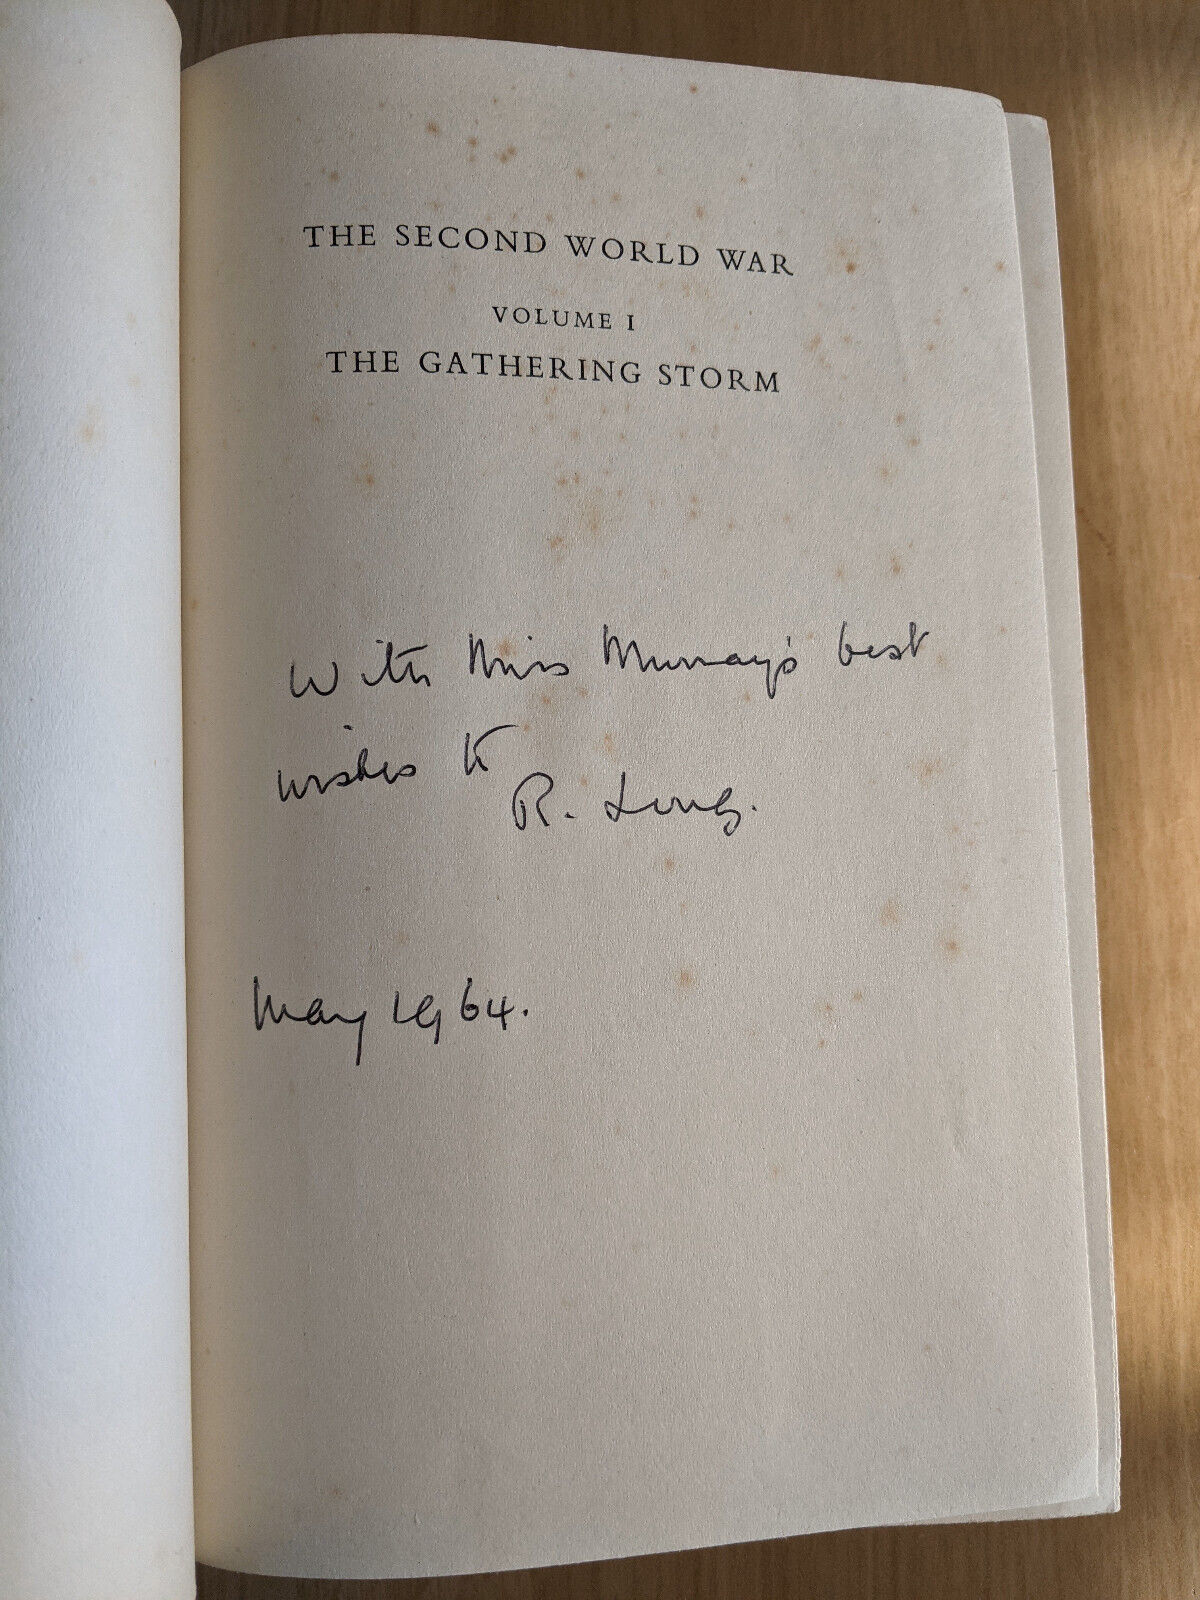 THE SECOND WORLD WAR
VOLUME I
THE GATHERING STORM
With Miss Murray's best
wishes to
R. Long.
May 1964.